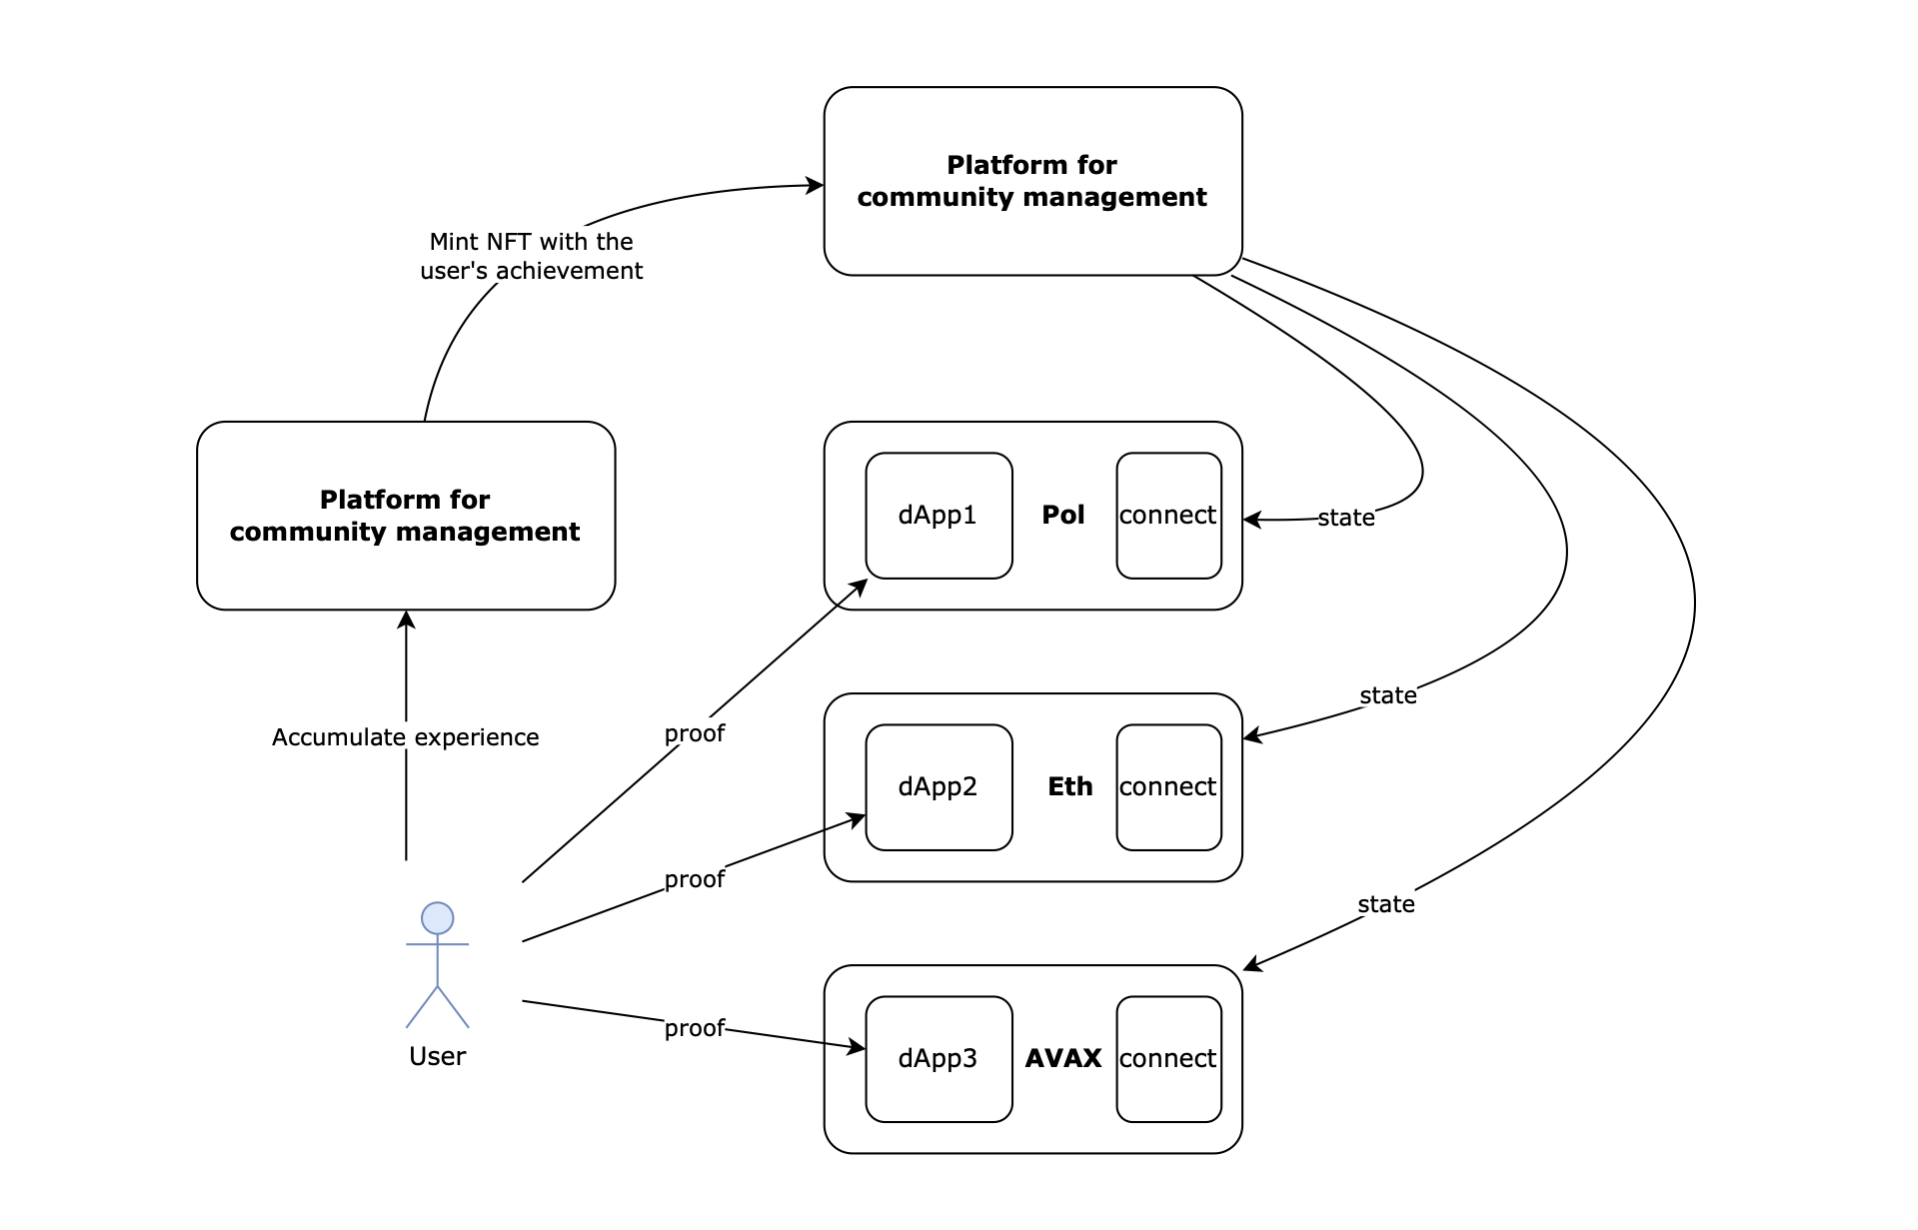 Platform for
community management
Mint NFT with the
user's achievement
Platform for
community management
dApp1
Pol
connect
state
state
Accumulate experience
proof
dApp2
Eth
connect
proof
state
proof
dApp3
AVAX
connect
User